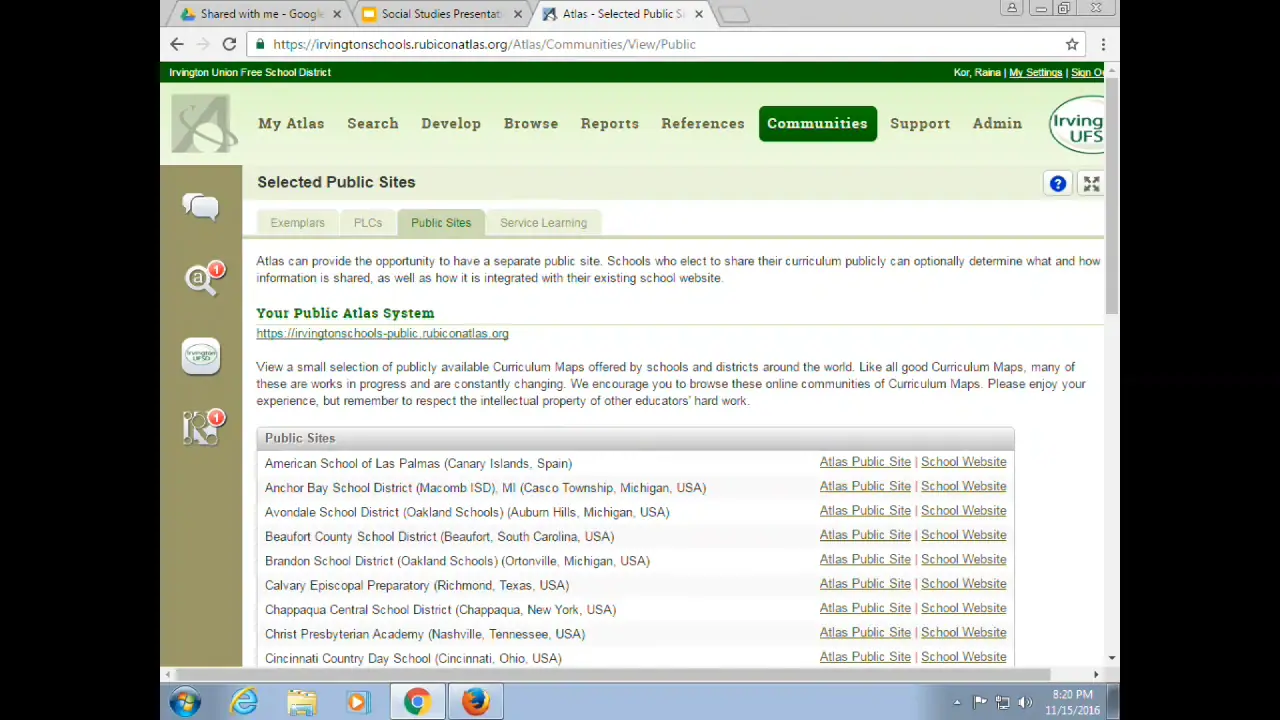 Shared with me - Google
Social Studies Presentati
Atlas - Selected Public S
https://irvingtonschools.rubiconatlas.org/Atlas/Communities/View/Public
Irvington Union Free School District
Kor, Raina | My Settings | Sign O
My Atlas Search Develop Browse Reports References Communities Support Admin
Irving
UFS
Selected Public Sites
?
Exemplars PLCs Public Sites Service Learning
1
Atlas can provide the opportunity to have a separate public site. Schools who elect to share their curriculum publicly can optionally determine what and how
information is shared, as well as how it is integrated with their existing school website.
Your Public Atlas System
https://irvingtonschools-public.rubiconatlas.org
Irvington
UFSD
View a small selection of publicly available Curriculum Maps offered by schools and districts around the world. Like all good Curriculum Maps, many of
these are works in progress and are constantly changing. We encourage you to browse these online communities of Curriculum Maps. Please enjoy your
experience, but remember to respect the intellectual property of other educators' hard work.
1
Public Sites
American School of Las Palmas (Canary Islands, Spain) Atlas Public Site | School Website
Anchor Bay School District (Macomb ISD), MI (Casco Township, Michigan, USA) Atlas Public Site | School Website
Avondale School District (Oakland Schools) (Auburn Hills, Michigan, USA) Atlas Public Site | School Website
Beaufort County School District (Beaufort, South Carolina, USA) Atlas Public Site | School Website
Brandon School District (Oakland Schools) (Ortonville, Michigan, USA) Atlas Public Site | School Website
Calvary Episcopal Preparatory (Richmond, Texas, USA) Atlas Public Site | School Website
Chappaqua Central School District (Chappaqua, New York, USA) Atlas Public Site | School Website
Christ Presbyterian Academy (Nashville, Tennessee, USA) Atlas Public Site | School Website
Cincinnati Country Day School (Cincinnati, Ohio, USA) Atlas Public Site | School Website
8:20 PM
11/15/2016